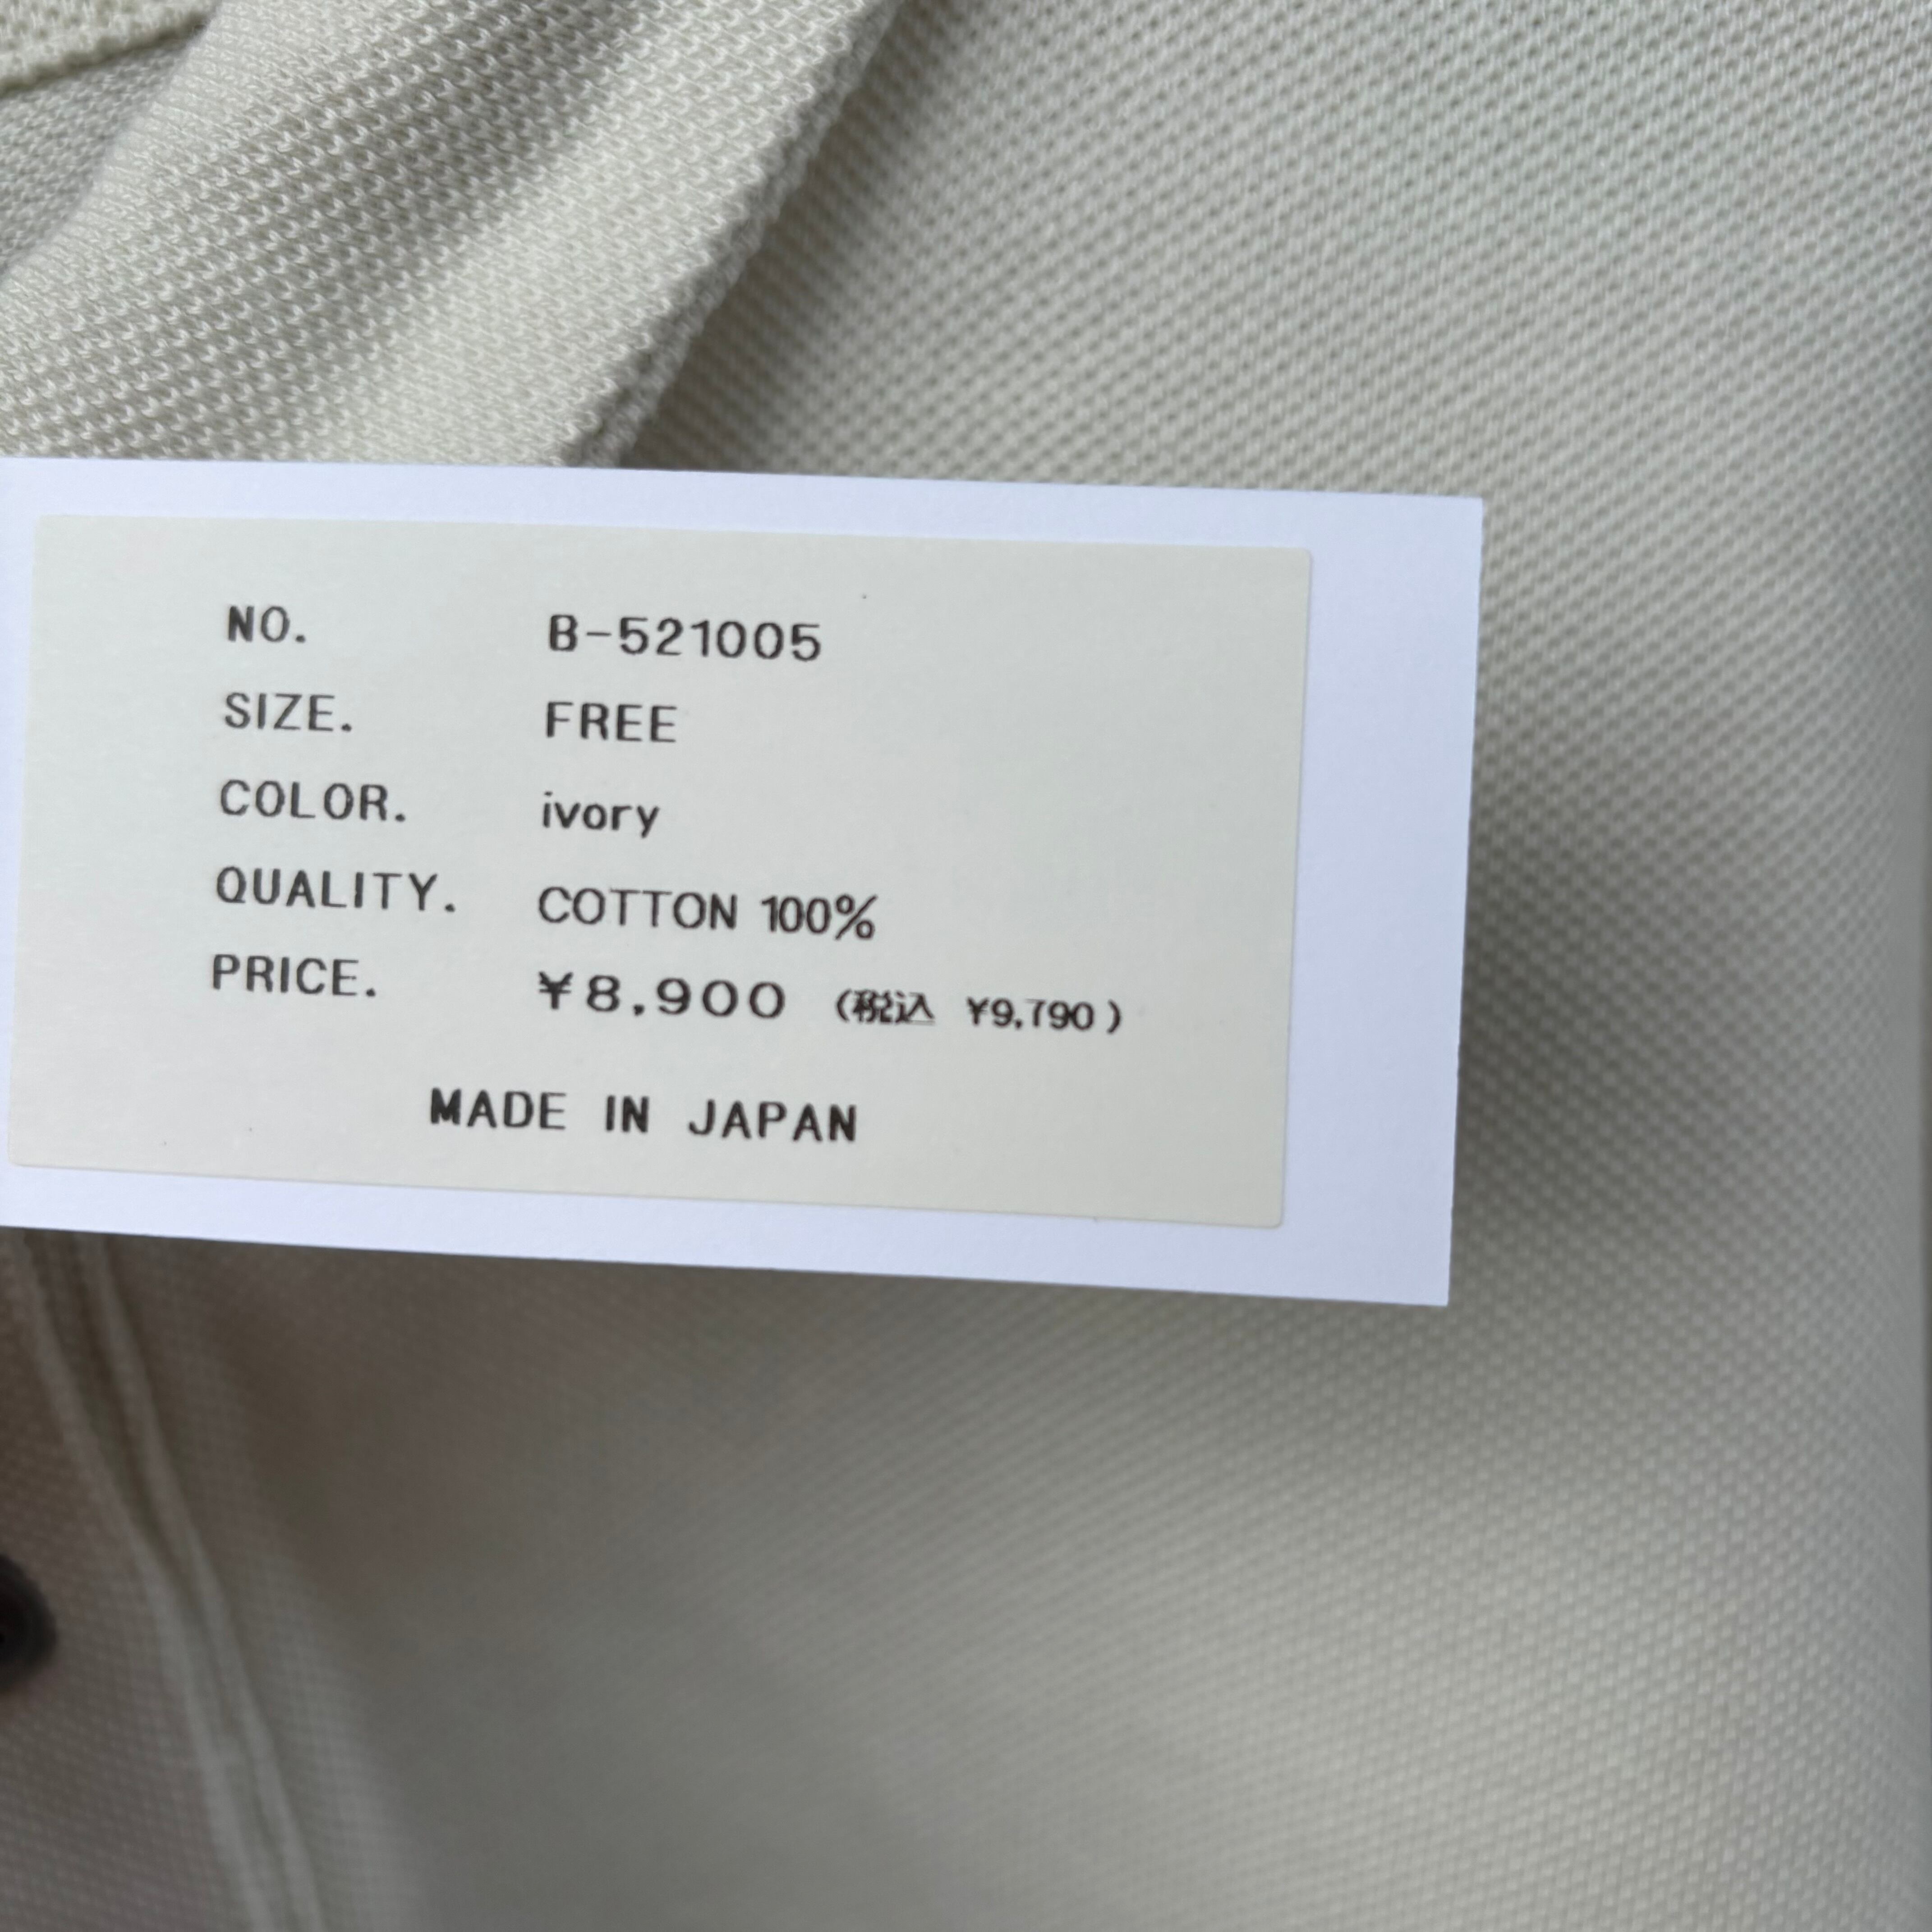 NO. B-521005
SIZE. FREE
COLOR. ivory
QUALITY. COTTON 100%
PRICE. ¥8,900 (税込 ¥9,790)
MADE IN JAPAN